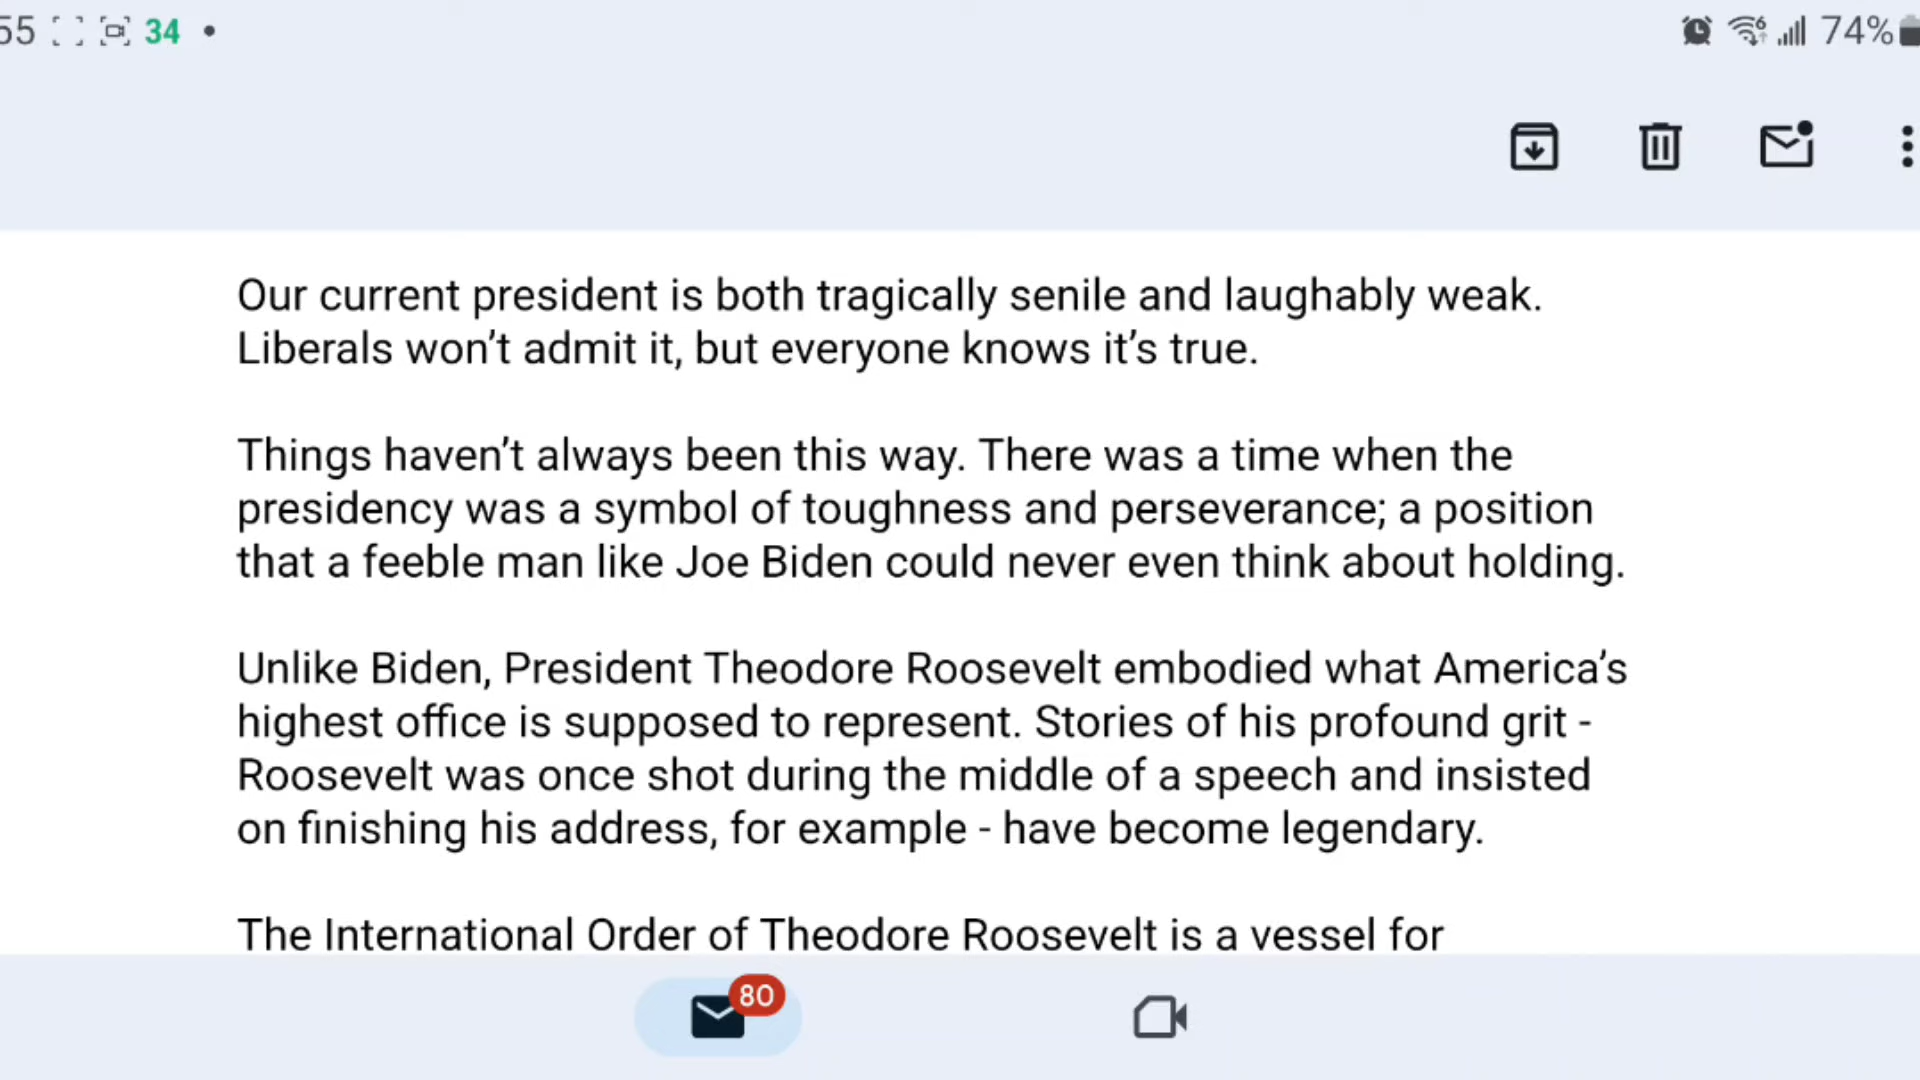 55 34 74%
Our current president is both tragically senile and laughably weak.
Liberals won’t admit it, but everyone knows it’s true.
Things haven’t always been this way. There was a time when the
presidency was a symbol of toughness and perseverance; a position
that a feeble man like Joe Biden could never even think about holding.
Unlike Biden, President Theodore Roosevelt embodied what America’s
highest office is supposed to represent. Stories of his profound grit -
Roosevelt was once shot during the middle of a speech and insisted
on finishing his address, for example - have become legendary.
The International Order of Theodore Roosevelt is a vessel for
80